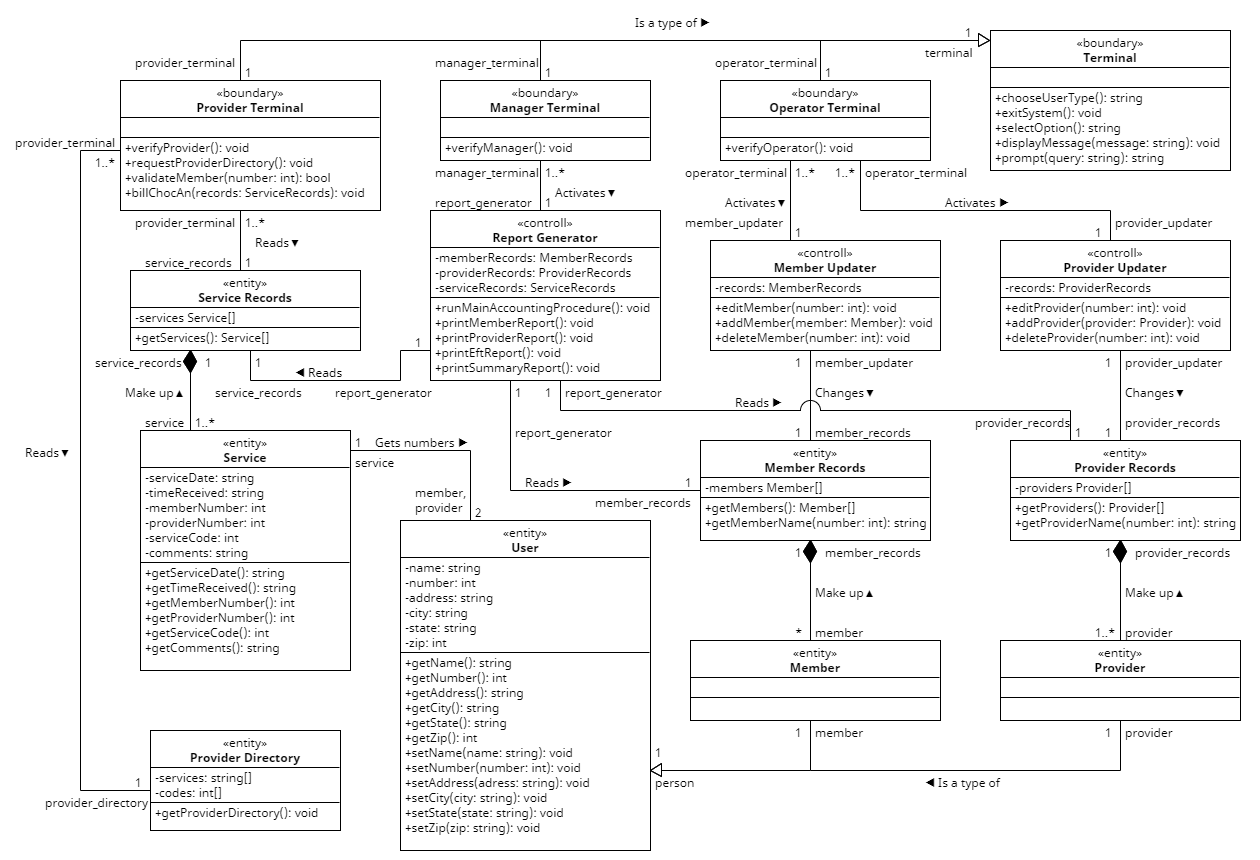 Is a type of ►
1
terminal
provider_terminal
1
manager_terminal
1
operator_terminal
1
«boundary»
Terminal
+chooseUserType(): string
+exitSystem(): void
+selectOption(): string
+displayMessage(message: string): void
+prompt(query: string): string
«boundary»
Provider Terminal
+verifyProvider(): void
+requestProviderDirectory(): void
+validateMember(number: int): bool
+billChocAn(records: ServiceRecords): void
«boundary»
Manager Terminal
+verifyManager(): void
«boundary»
Operator Terminal
+verifyOperator(): void
provider_terminal
1..*
provider_terminal
1..*
Reads▼
service_records
1
manager_terminal
1..*
Activates▼
report_generator
1
operator_terminal
1..*
Activates▼
member_updater
1
1..*
operator_terminal
Activates ►
provider_updater
1
«entity»
Service Records
-services Service[]
+getServices(): Service[]
«controll»
Report Generator
-memberRecords: MemberRecords
-providerRecords: ProviderRecords
-serviceRecords: ServiceRecords
+runMainAccountingProcedure(): void
+printMemberReport(): void
+printProviderReport(): void
+printEftReport(): void
+printSummaryReport(): void
«controll»
Member Updater
-records: MemberRecords
+editMember(number: int): void
+addMember(member: Member): void
+deleteMember(number: int): void
«controll»
Provider Updater
-records: ProviderRecords
+editProvider(number: int): void
+addProvider(provider: Provider): void
+deleteProvider(number: int): void
service_records
1
Make up▲
service
1..*
1
service_records
◄ Reads
1
report_generator
1
report_generator
Reads ►
member_records
1
1
report_generator
Reads ►
provider_records
1
1
member_updater
Changes▼
1
member_records
1
provider_updater
Changes▼
1
provider_records
Reads▼
«entity»
Service
-serviceDate: string
-timeReceived: string
-memberNumber: int
-providerNumber: int
-serviceCode: int
-comments: string
+getServiceDate(): string
+getTimeReceived(): string
+getMemberNumber(): int
+getProviderNumber(): int
+getServiceCode(): int
+getComments(): string
1
Gets numbers ►
service
member,
provider
2
«entity»
User
-name: string
-number: int
-address: string
-city: string
-state: string
-zip: int
+getName(): string
+getNumber(): int
+getAddress(): string
+getCity(): string
+getState(): string
+getZip(): int
+setName(name: string): void
+setNumber(number: int): void
+setAddress(adress: string): void
+setCity(city: string): void
+setState(state: string): void
+setZip(zip: string): void
«entity»
Member Records
-members Member[]
+getMembers(): Member[]
+getMemberName(number: int): string
«entity»
Provider Records
-providers Provider[]
+getProviders(): Provider[]
+getProviderName(number: int): string
1
member_records
Make up▲
*
member
1
provider_records
Make up▲
1..*
provider
«entity»
Member
«entity»
Provider
1
member
1
provider
1
person
◄ Is a type of
«entity»
Provider Directory
-services: string[]
-codes: int[]
+getProviderDirectory(): void
1
provider_directory